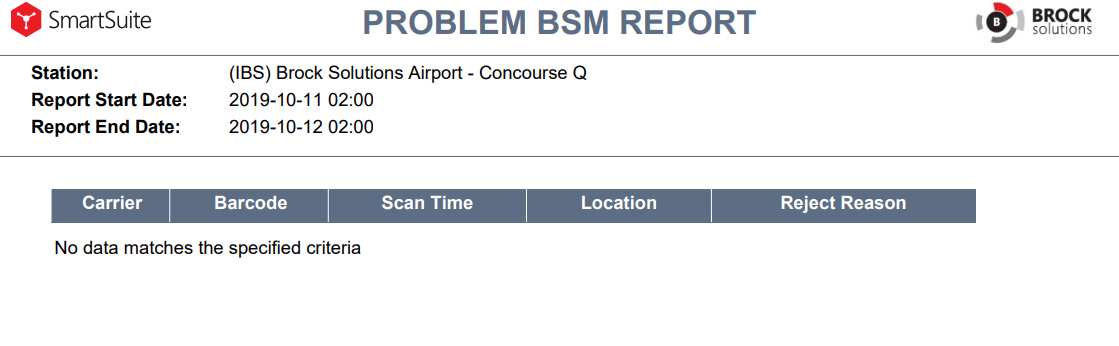 SmartSuite
PROBLEM BSM REPORT
B
BROCK
solutions
Station: (IBS) Brock Solutions Airport - Concourse Q
Report Start Date: 2019-10-11 02:00
Report End Date: 2019-10-12 02:00
Carrier Barcode Scan Time Location Reject Reason
No data matches the specified criteria